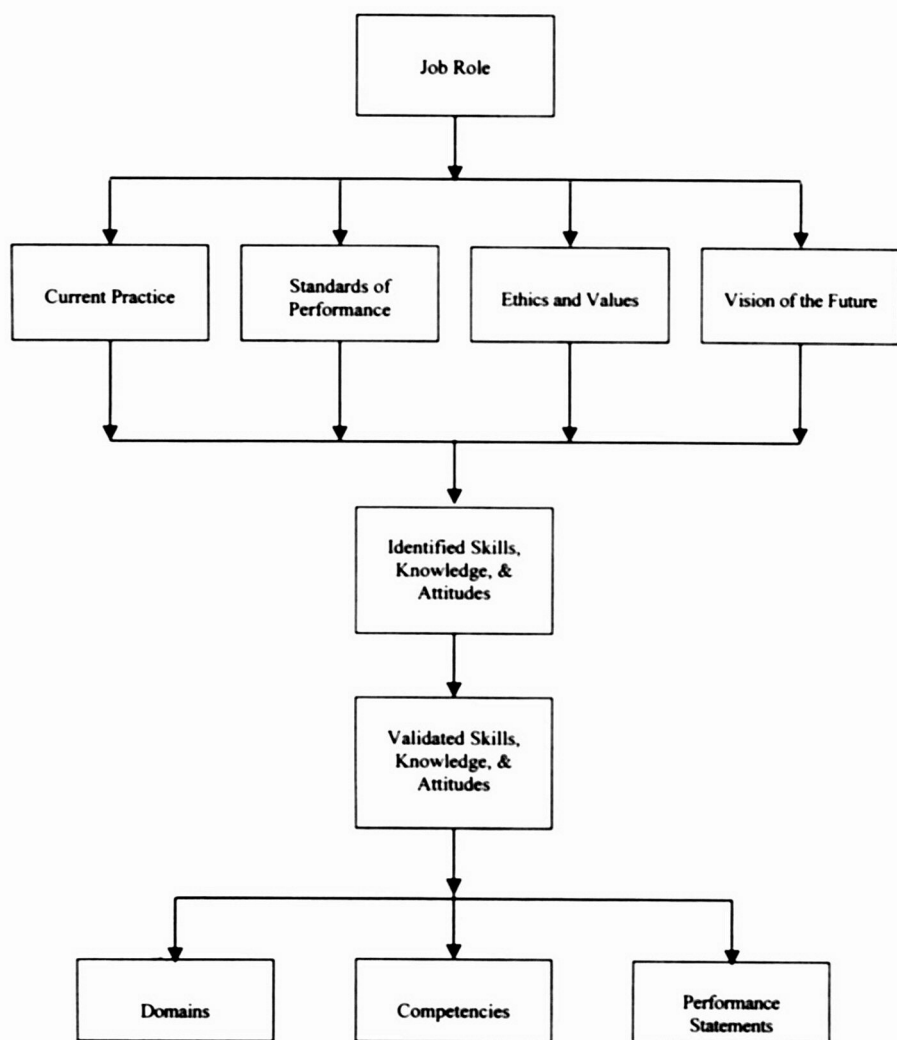 Job Role
Current Practice
Standards of
Performance
Ethics and Values
Vision of the Future
Identified Skills,
Knowledge, &
Attitudes
Validated Skills,
Knowledge, &
Attitudes
Domains
Competencies
Performance
Statements